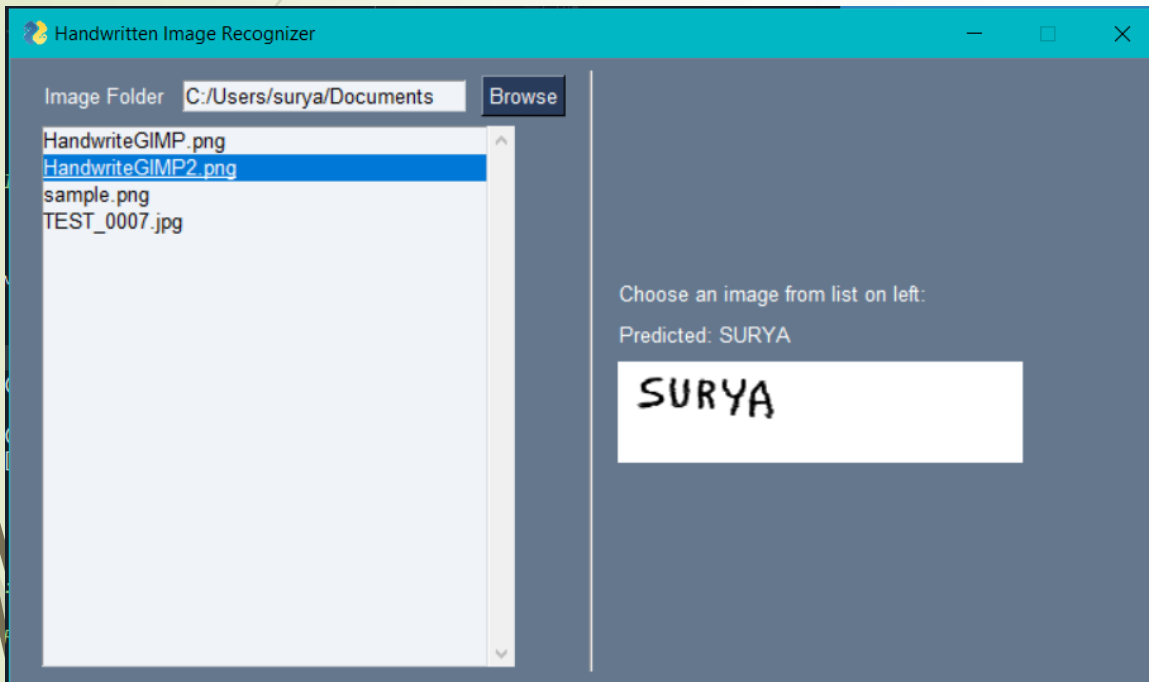 Handwritten Image Recognizer
Image Folder C:/Users/surya/Documents Browse
HandwriteGIMP.png
HandwriteGIMP2.png
sample.png
TEST_0007.jpg
Choose an image from list on left:
Predicted: SURYA
SURYA